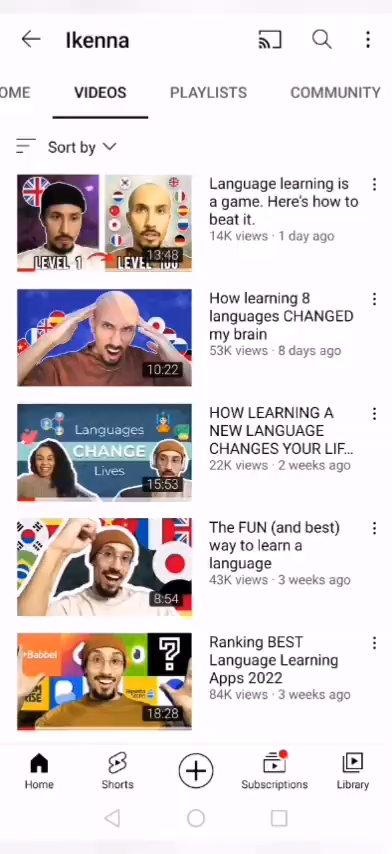 Ikenna
OME VIDEOS PLAYLISTS COMMUNITY
Sort by
LEVEL 1 LEVEL 100
13:48
Language learning is
a game. Here's how to
beat it.
14K views · 1 day ago
10:22
How learning 8
languages CHANGED
my brain
53K views · 8 days ago
Languages
CHANGE
Lives
15:53
HOW LEARNING A
NEW LANGUAGE
CHANGES YOUR LIF...
22K views · 2 weeks ago
8:54
The FUN (and best)
way to learn a
language
43K views · 3 weeks ago
+Babbel
?
18:28
Ranking BEST
Language Learning
Apps 2022
84K views · 3 weeks ago
Home Shorts Subscriptions Library